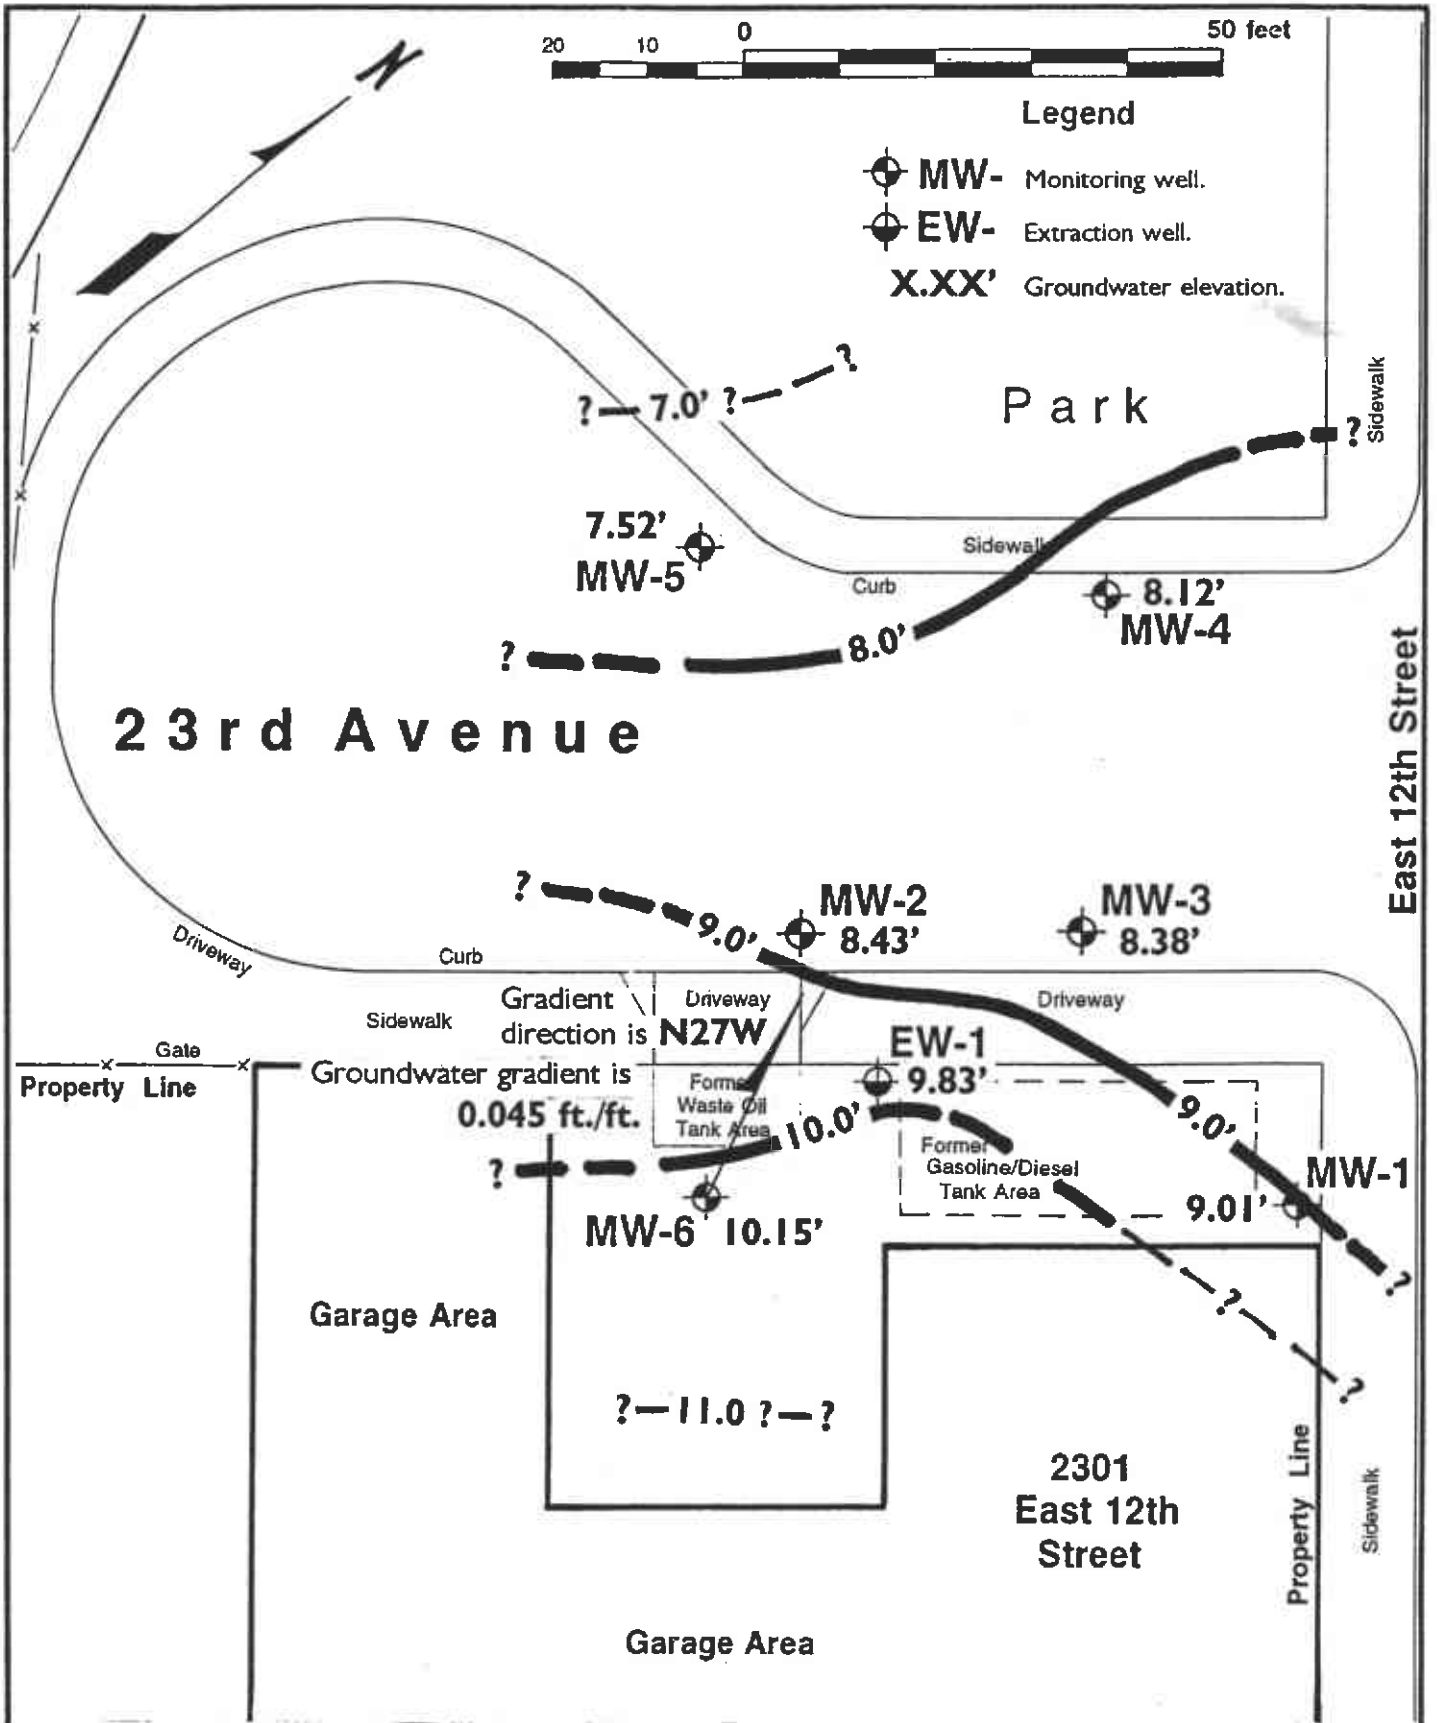 N
20 10 0 50 feet
Legend
MW- Monitoring well.
EW- Extraction well.
X.XX' Groundwater elevation.
?
? 7.0' ?
Park
Sidewalk
?
7.52'
MW-5
Sidewalk
Curb
8.12'
MW-4
? 8.0'
East 12th Street
23rd Avenue
?
9.0'
MW-2
8.43'
MW-3
8.38'
Driveway
Curb
Gradient
direction is N27W
Driveway
Driveway
Sidewalk
Gate
Property Line
EW-1
9.83'
Groundwater gradient is
0.045 ft./ft.
Former
Waste Oil
Tank Area
10.0'
9.0'
?
Former
Gasoline/Diesel
Tank Area
MW-1
9.01'
MW-6 10.15'
?
?
?
Garage Area
? 11.0 ? ?
2301
East 12th
Street
Property Line
Sidewalk
Garage Area